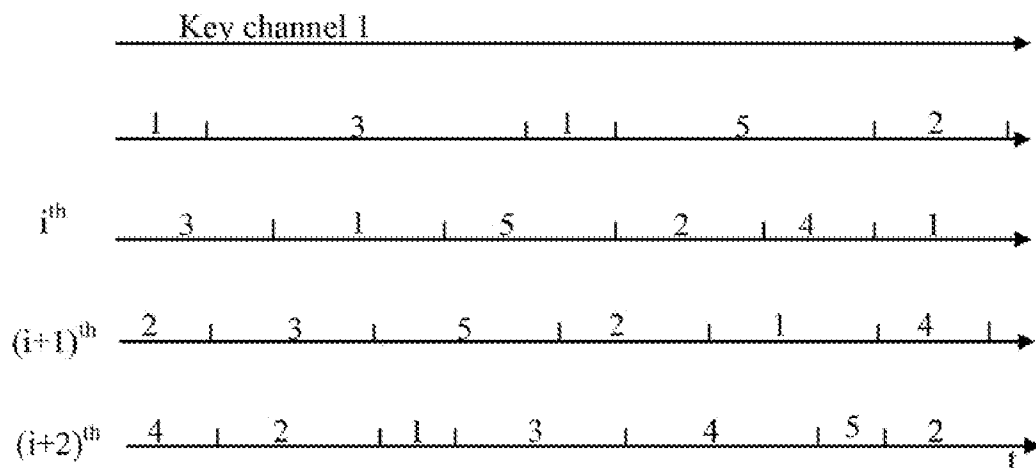 Key channel 1
1 3 1 5 2
i^th 3 1 5 2 4 1
(i+1)^th 2 3 5 2 1 4
(i+2)^th 4 2 1 3 4 5 2
t